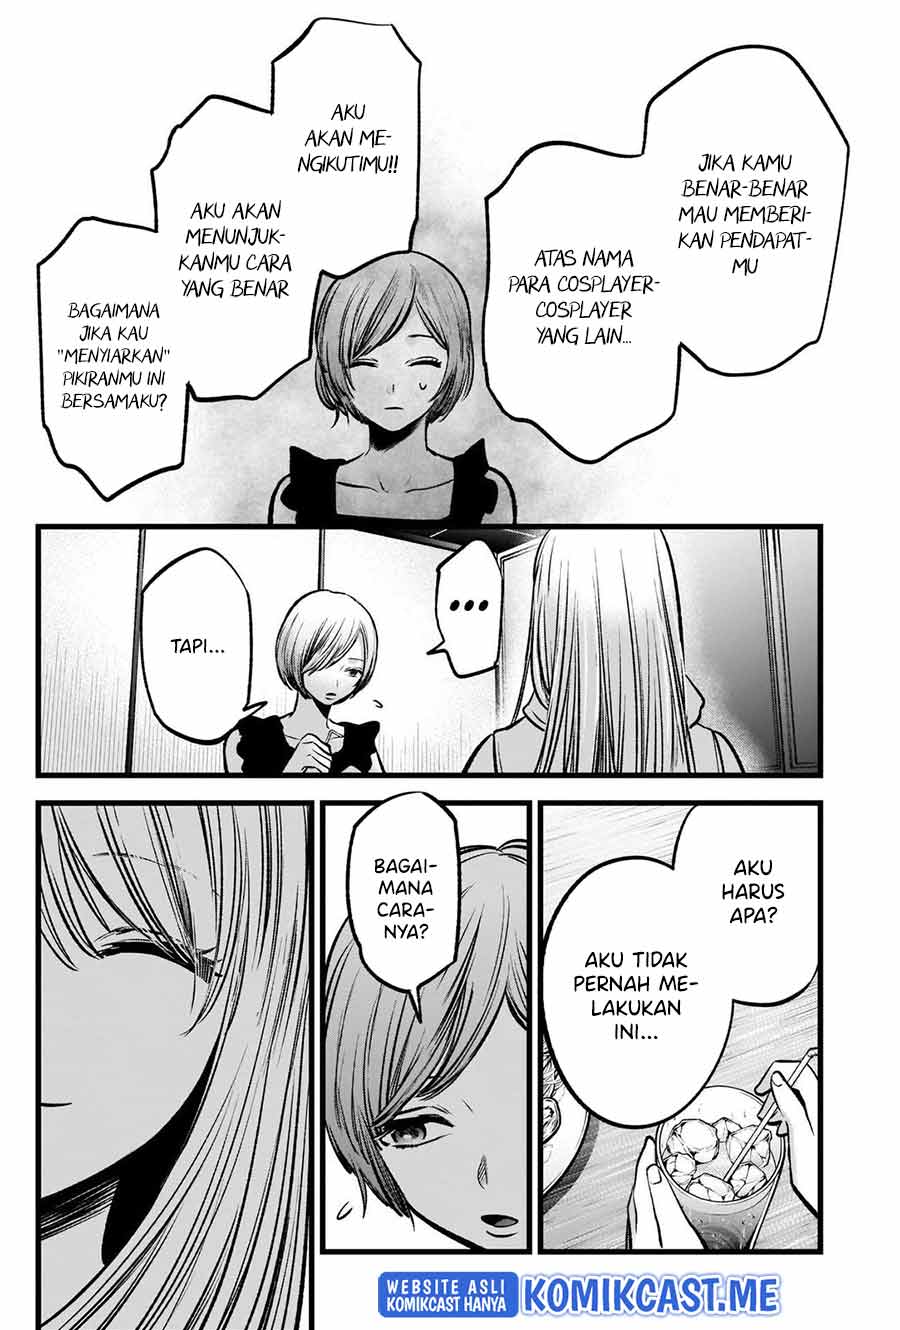 JIKA KAMU
BENAR-BENAR
MAU MEMBERI-
KAN PENDAPAT-
MU
ATAS NAMA
PARA COSPLAYER-
COSPLAYER
YANG LAIN...
AKU
AKAN ME-
NGIKUTIMU!!
AKU AKAN
MENUNJUK-
KANMU CARA
YANG BENAR
BAGAIMANA
JIKA KAU
"MENYIARKAN"
PIKIRANMU INI
BERSAMAKU?
...
TAPI...
AKU
HARUS
APA?
AKU TIDAK
PERNAH ME-
LAKUKAN
INI...
BAGAI-
MANA
CARA-
NYA?
WEBSITE ASLI
KOMIKCAST HANYA
KOMIKCAST.ME